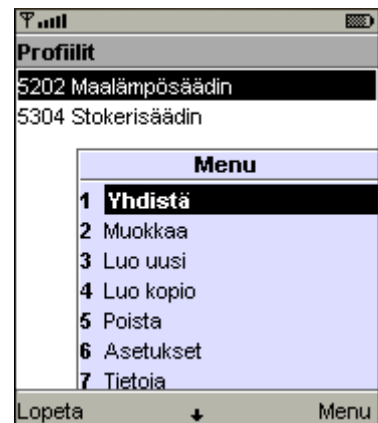 Profiilit
5202 Maalämpösäädin
5304 Stokerisäädin
Menu
1 Yhdistä
2 Muokkaa
3 Luo uusi
4 Luo kopio
5 Poista
6 Asetukset
7 Tietoja
Lopeta Menu